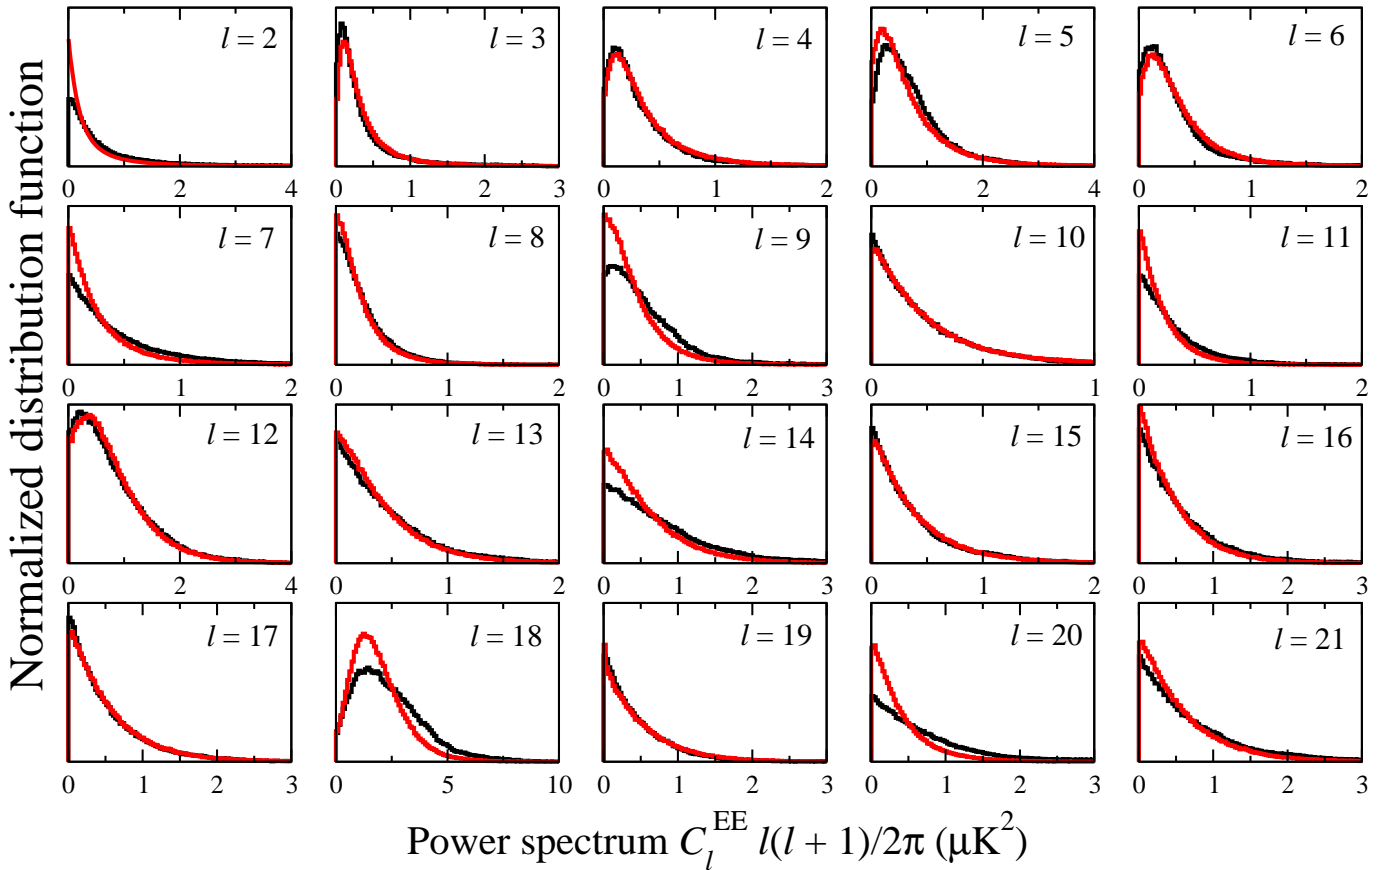 Normalized distribution function
l = 2
l = 3
l = 4
l = 5
l = 6
0 2 4
0 1 2 3
0 1 2
0 2 4
0 1 2
l = 7
l = 8
l = 9
l = 10
l = 11
0 1 2
0 1 2 3
0 1 2 3
0 1
0 1 2
l = 12
l = 13
l = 14
l = 15
l = 16
0 2 4
0 1 2
0 1 2 3
0 1 2
0 1 2 3
l = 17
l = 18
l = 19
l = 20
l = 21
0 1 2 3
0 5 10
0 1 2 3
0 1 2 3
0 1 2 3
Power spectrum C_l^EE l(l + 1)/2π (μK²)